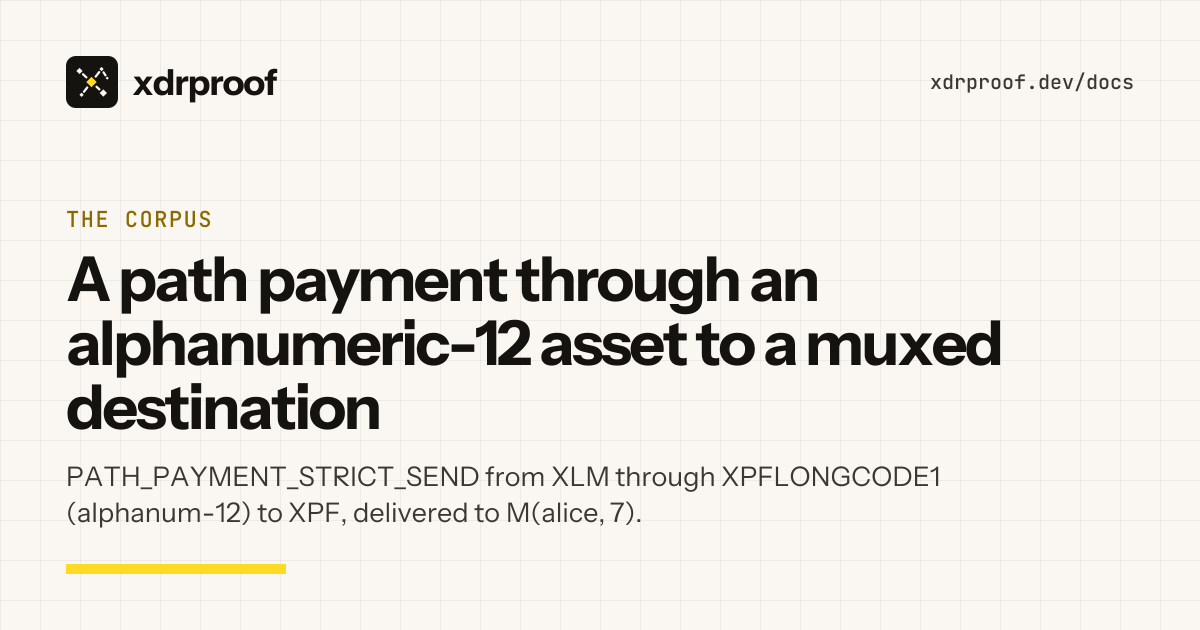 xdrproof
xdrproof.dev/docs
THE CORPUS
A path payment through an
alphanumeric-12 asset to a muxed
destination
PATH_PAYMENT_STRICT_SEND from XLM through XPFLONGCODE1
(alphanum-12) to XPF, delivered to M(alice, 7).